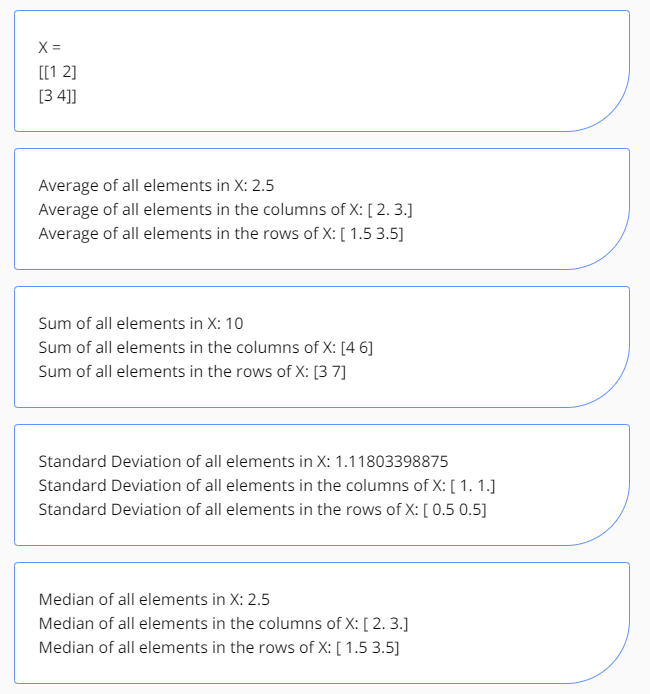 X =
[[1 2]
[3 4]]
Average of all elements in X: 2.5
Average of all elements in the columns of X: [ 2. 3.]
Average of all elements in the rows of X: [ 1.5 3.5]
Sum of all elements in X: 10
Sum of all elements in the columns of X: [4 6]
Sum of all elements in the rows of X: [3 7]
Standard Deviation of all elements in X: 1.11803398875
Standard Deviation of all elements in the columns of X: [ 1. 1.]
Standard Deviation of all elements in the rows of X: [ 0.5 0.5]
Median of all elements in X: 2.5
Median of all elements in the columns of X: [ 2. 3.]
Median of all elements in the rows of X: [ 1.5 3.5]